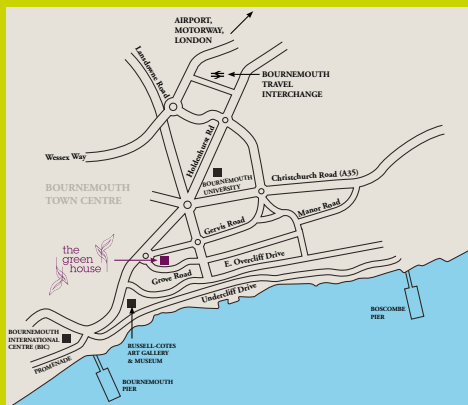 AIRPORT,
MOTORWAY,
LONDON
Lansdowne Road
BOURNEMOUTH
TRAVEL
INTERCHANGE
Holdenhurst Rd
Wessex Way
BOURNEMOUTH
UNIVERSITY
Christchurch Road (A35)
BOURNEMOUTH
TOWN CENTRE
Manor Road
Gervis Road
the
green
house
E. Overcliff Drive
Grove Road
Undercliff Drive
BOSCOMBE
PIER
BOURNEMOUTH
INTERNATIONAL
CENTRE (BIC)
RUSSELL-COTES
ART GALLERY
& MUSEUM
PROMENADE
BOURNEMOUTH
PIER